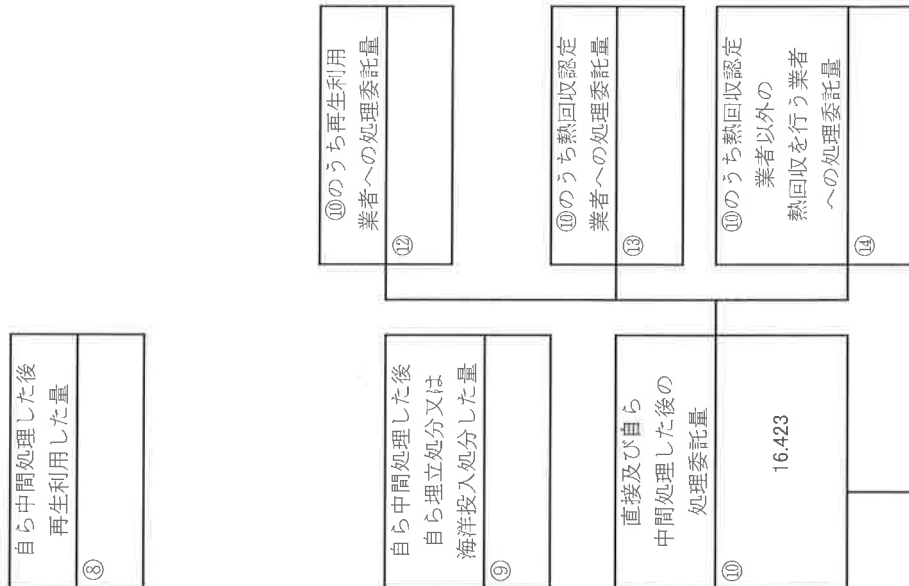 自ら中間処理した後
再生利用した量
⑧
自ら中間処理した後
自ら埋立処分又は
海洋投入処分した量
⑨
直接及び自ら
中間処理した後の
処理委託量
⑩
16.423
⑩のうち再生利用
業者への処理委託量
⑫
⑩のうち熱回収認定
業者への処理委託量
⑬
⑩のうち熱回収認定
業者以外の
熱回収を行う業者
への処理委託量
⑭